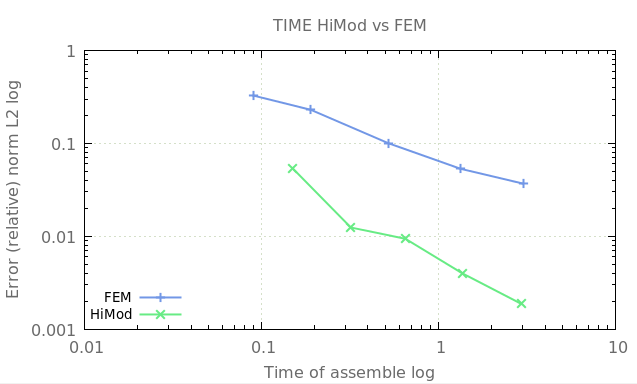 TIME HiMod vs FEM
Error (relative) norm L2 log
1
0.1
0.01
0.001
FEM
HiMod
0.01 0.1 1 10
Time of assemble log